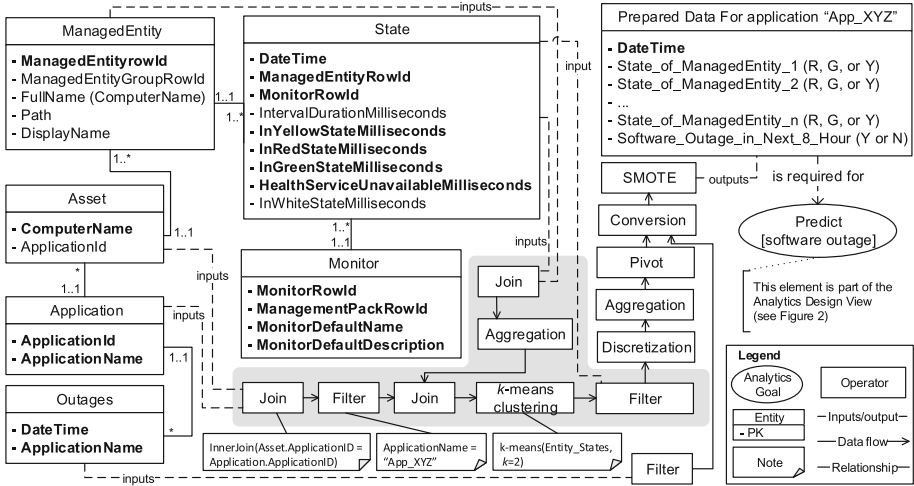 inputs
ManagedEntity
- ManagedEntityrowId
- ManagedEntityGroupRowId
- FullName (ComputerName)
- Path
- DisplayName
1..1
1..*
1..*
State
- DateTime
- ManagedEntityRowId
- MonitorRowId
- IntervalDurationMilliseconds
- InYellowStateMilliseconds
- InRedStateMilliseconds
- InGreenStateMilliseconds
- HealthServiceUnavailableMilliseconds
- InWhiteStateMilliseconds
input
Prepared Data For application “App_XYZ”
- DateTime
- State_of_ManagedEntity_1 (R, G, or Y)
- State_of_ManagedEntity_2 (R, G, or Y)
- ...
- State_of_ManagedEntity_n (R, G, or Y)
- Software_Outage_in_Next_8_Hour (Y or N)
SMOTE
outputs
is required for
Conversion
Predict
[software outage]
Pivot
Aggregation
Discretization
This element is part of the
Analytics Design View
(see Figure 2)
Asset
- ComputerName
- ApplicationId
1..1
inputs
*
1..1
1..*
1..1
inputs
Monitor
- MonitorRowId
- ManagementPackRowId
- MonitorDefaultName
- MonitorDefaultDescription
Join
Aggregation
Application
- ApplicationId
- ApplicationName
inputs
1..1
*
Outages
- DateTime
- ApplicationName
Join
Filter
Join
k-means
clustering
Filter
InnerJoin(Asset.ApplicationID =
Application.ApplicationID)
ApplicationName =
“App_XYZ”
k-means(Entity_States,
k=2)
inputs
Filter
Legend
Analytics
Goal
Operator
Entity
- PK
Note
Inputs/output
Data flow
Relationship